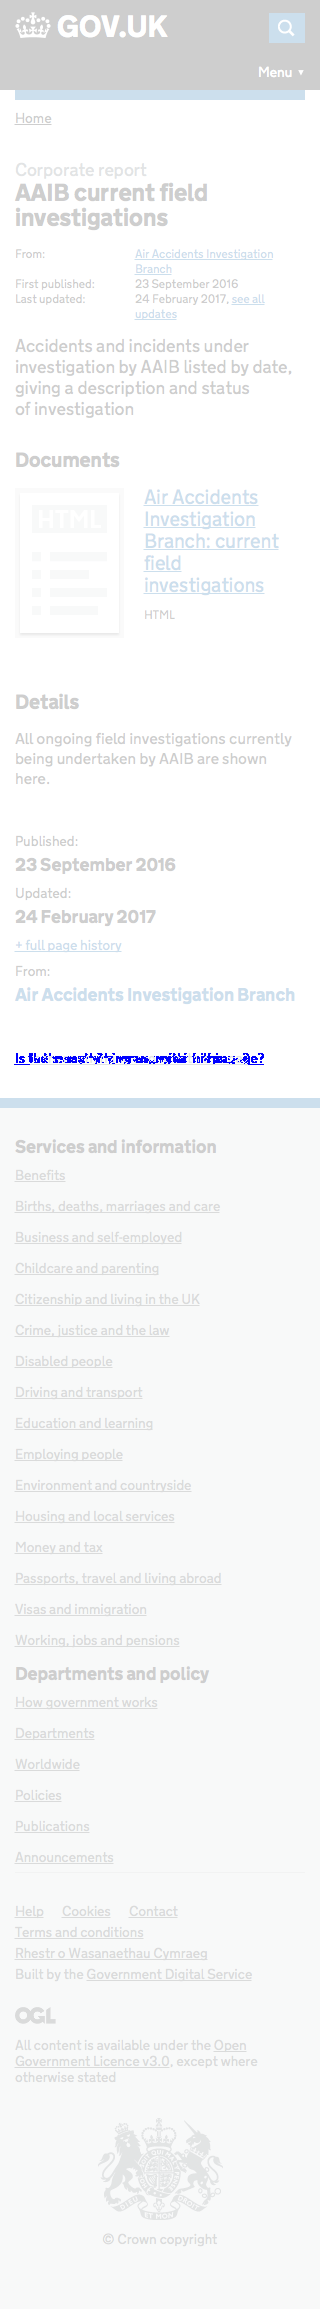 GOV.UK
Menu ▼
Home
Corporate report
AAIB current field
investigations
From: Air Accidents Investigation
Branch
First published: 23 September 2016
Last updated: 24 February 2017, see all
updates
Accidents and incidents under
investigation by AAIB listed by date,
giving a description and status
of investigation
Documents
HTML
Air Accidents
Investigation
Branch: current
field
investigations
HTML
Details
All ongoing field investigations currently
being undertaken by AAIB are shown
here.
Published:
23 September 2016
Updated:
24 February 2017
+ full page history
From:
Air Accidents Investigation Branch
Services and information
Benefits
Births, deaths, marriages and care
Business and self-employed
Childcare and parenting
Citizenship and living in the UK
Crime, justice and the law
Disabled people
Driving and transport
Education and learning
Employing people
Environment and countryside
Housing and local services
Money and tax
Passports, travel and living abroad
Visas and immigration
Working, jobs and pensions
Departments and policy
How government works
Departments
Worldwide
Policies
Publications
Announcements
Help Cookies Contact
Terms and conditions
Rhestr o Wasanaethau Cymraeg
Built by the Government Digital Service
OGL
All content is available under the Open
Government Licence v3.0, except where
otherwise stated
© Crown copyright